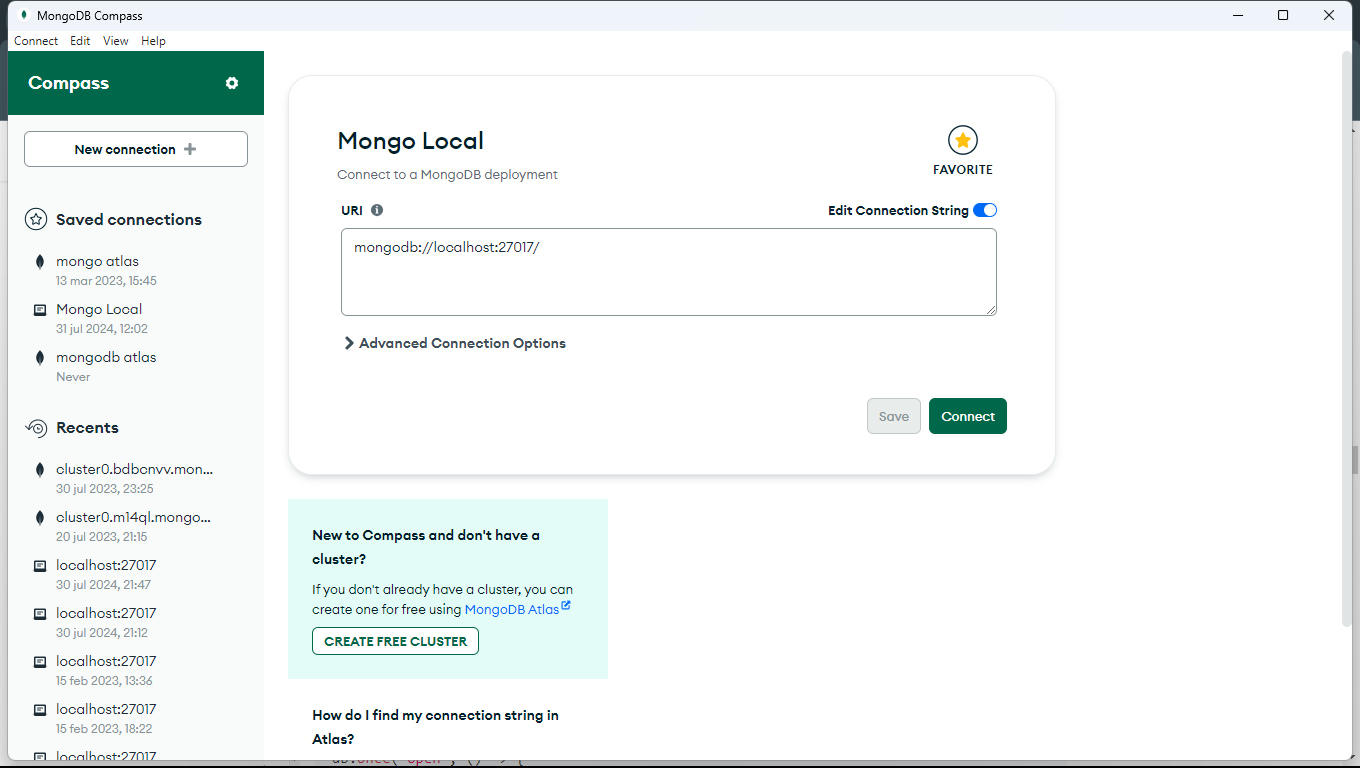 MongoDB Compass
Connect Edit View Help
Compass
New connection
Saved connections
mongo atlas
13 mar 2023, 15:45
Mongo Local
31 jul 2024, 12:02
mongodb atlas
Never
Recents
cluster0.bdbcnvv.mon...
30 jul 2023, 23:25
cluster0.m14ql.mongo...
20 jul 2023, 21:15
localhost:27017
30 jul 2024, 21:47
localhost:27017
30 jul 2024, 21:12
localhost:27017
15 feb 2023, 13:36
localhost:27017
15 feb 2023, 18:22
localhost:27017
Mongo Local
FAVORITE
Connect to a MongoDB deployment
URI
Edit Connection String
mongodb://localhost:27017/
Advanced Connection Options
Save
Connect
New to Compass and don't have a
cluster?
If you don't already have a cluster, you can
create one for free using MongoDB Atlas
CREATE FREE CLUSTER
How do I find my connection string in
Atlas?